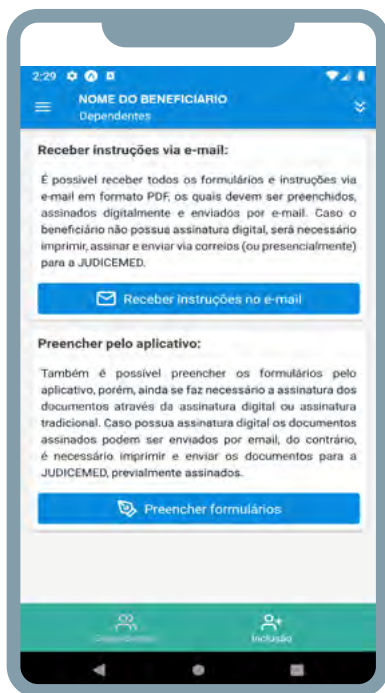 2:29
NOME DO BENEFICIARIO
Dependentes
Receber instruções via e-mail:
É possivel receber todos os formulários e instruções via
e-mail em formato PDF, os quais devem ser preenchidos,
assinados digitalmente e enviados por e-mail. Caso o
beneficiário não possua assinatura digital, será necessário
imprimir, assinar e enviar via correios (ou presencialmente)
para a JUDICEMED.
Receber instruções no e-mail
Preencher pelo aplicativo:
Também é possível preencher os formulários pelo
aplicativo, porém, ainda se faz necessário a assinatura dos
documentos através da assinatura digital ou assinatura
tradicional. Caso possua assinatura digital os documentos
assinados podem ser enviados por email, do contrário,
é necessário imprimir e enviar os documentos para a
JUDICEMED, previalmente assinados.
Preencher formulários
Dependentes
Inclusão